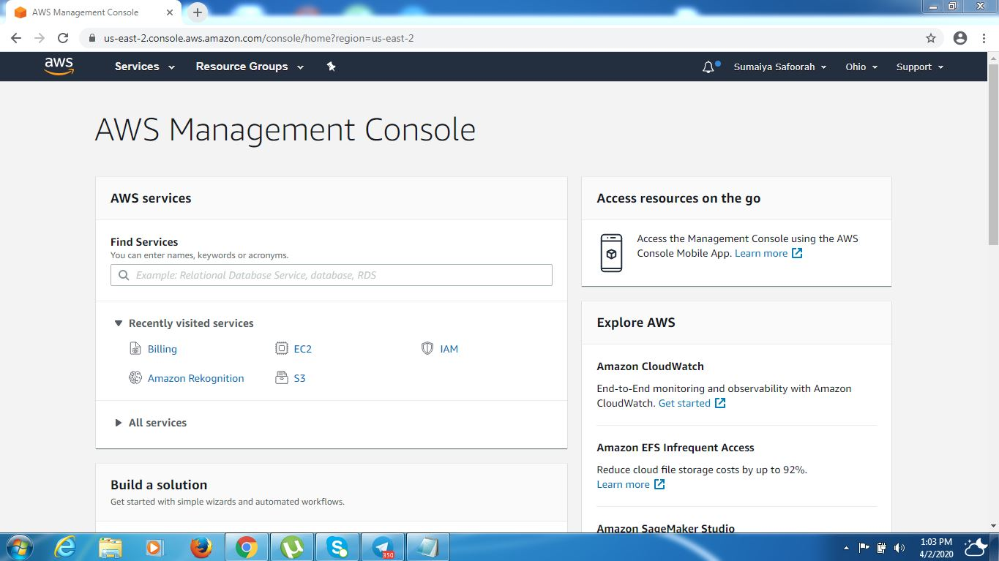 AWS Management Console
us-east-2.console.aws.amazon.com/console/home?region=us-east-2
aws
Services
Resource Groups
Sumaiya Safoorah
Ohio
Support
AWS Management Console
AWS services
Find Services
You can enter names, keywords or acronyms.
Example: Relational Database Service, database, RDS
Recently visited services
Billing
EC2
IAM
Amazon Rekognition
S3
All services
Build a solution
Get started with simple wizards and automated workflows.
Access resources on the go
Access the Management Console using the AWS
Console Mobile App. Learn more
Explore AWS
Amazon CloudWatch
End-to-End monitoring and observability with Amazon
CloudWatch. Get started
Amazon EFS Infrequent Access
Reduce cloud file storage costs by up to 92%.
Learn more
Amazon SageMaker Studio
350
1:03 PM
4/2/2020